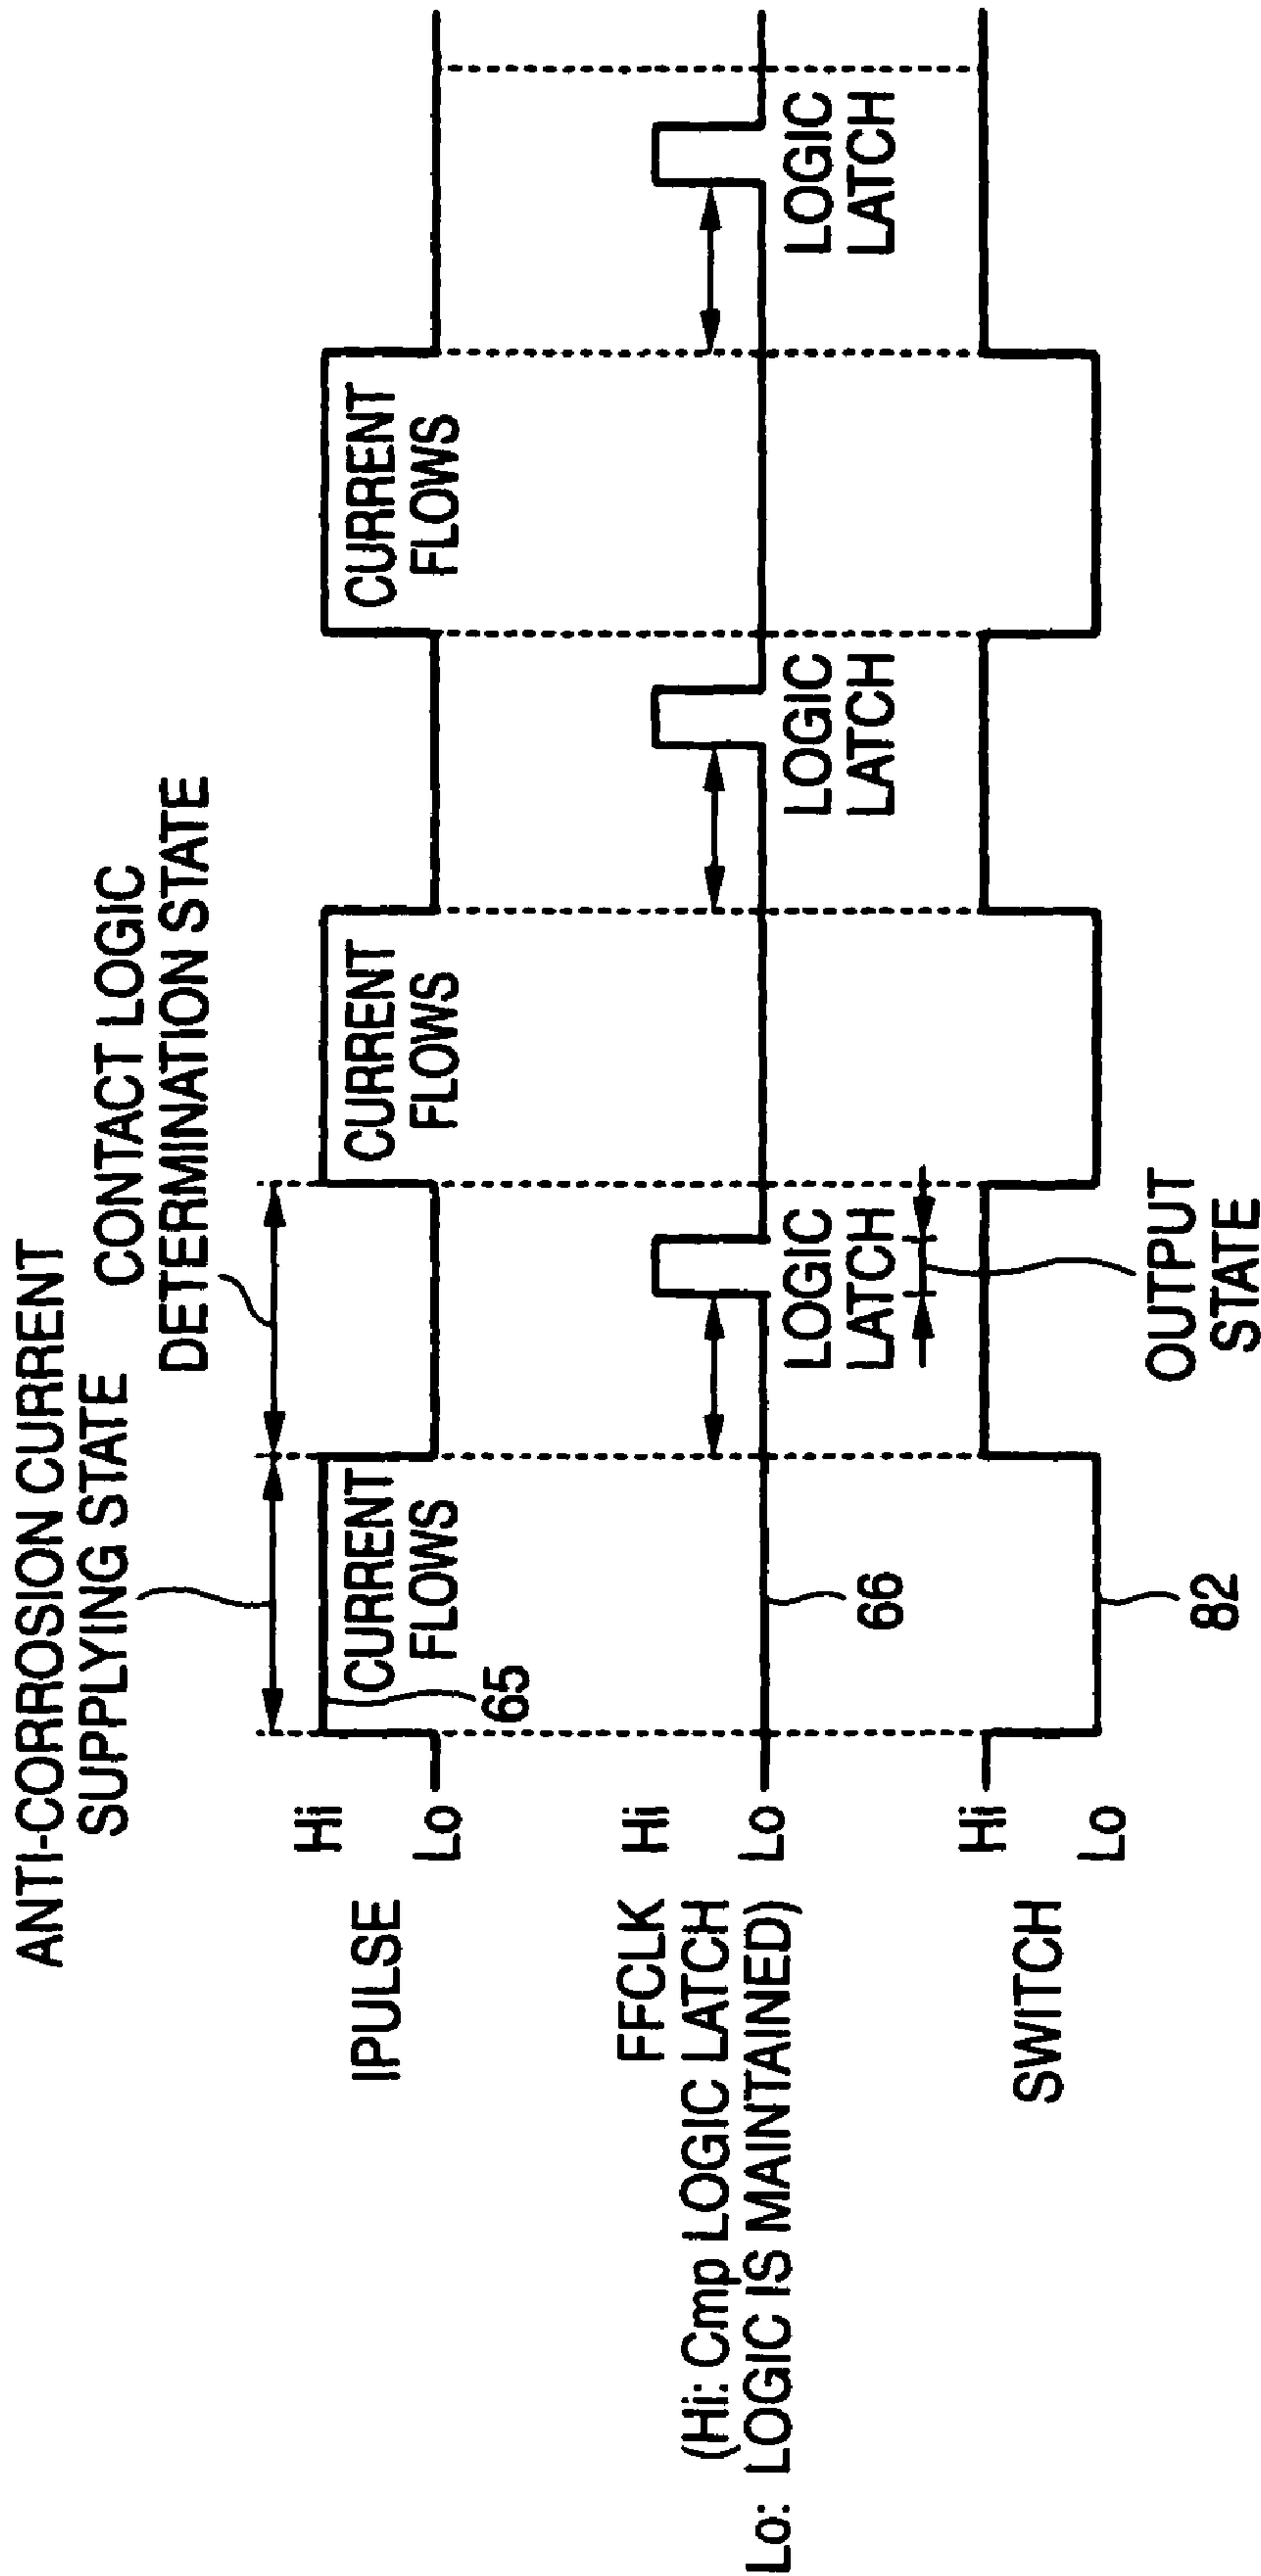 ANTI-CORROSION CURRENT
SUPPLYING STATE
CONTACT LOGIC
DETERMINATION STATE
IPULSE
Hi
Lo
CURRENT
FLOWS
CURRENT
FLOWS
CURRENT
FLOWS
65
FFCLK
(Hi: Cmp LOGIC LATCH
Lo: LOGIC IS MAINTAINED)
Hi
Lo
66
LOGIC
LATCH
LOGIC
LATCH
LOGIC
LATCH
SWITCH
Hi
Lo
82
OUTPUT
STATE